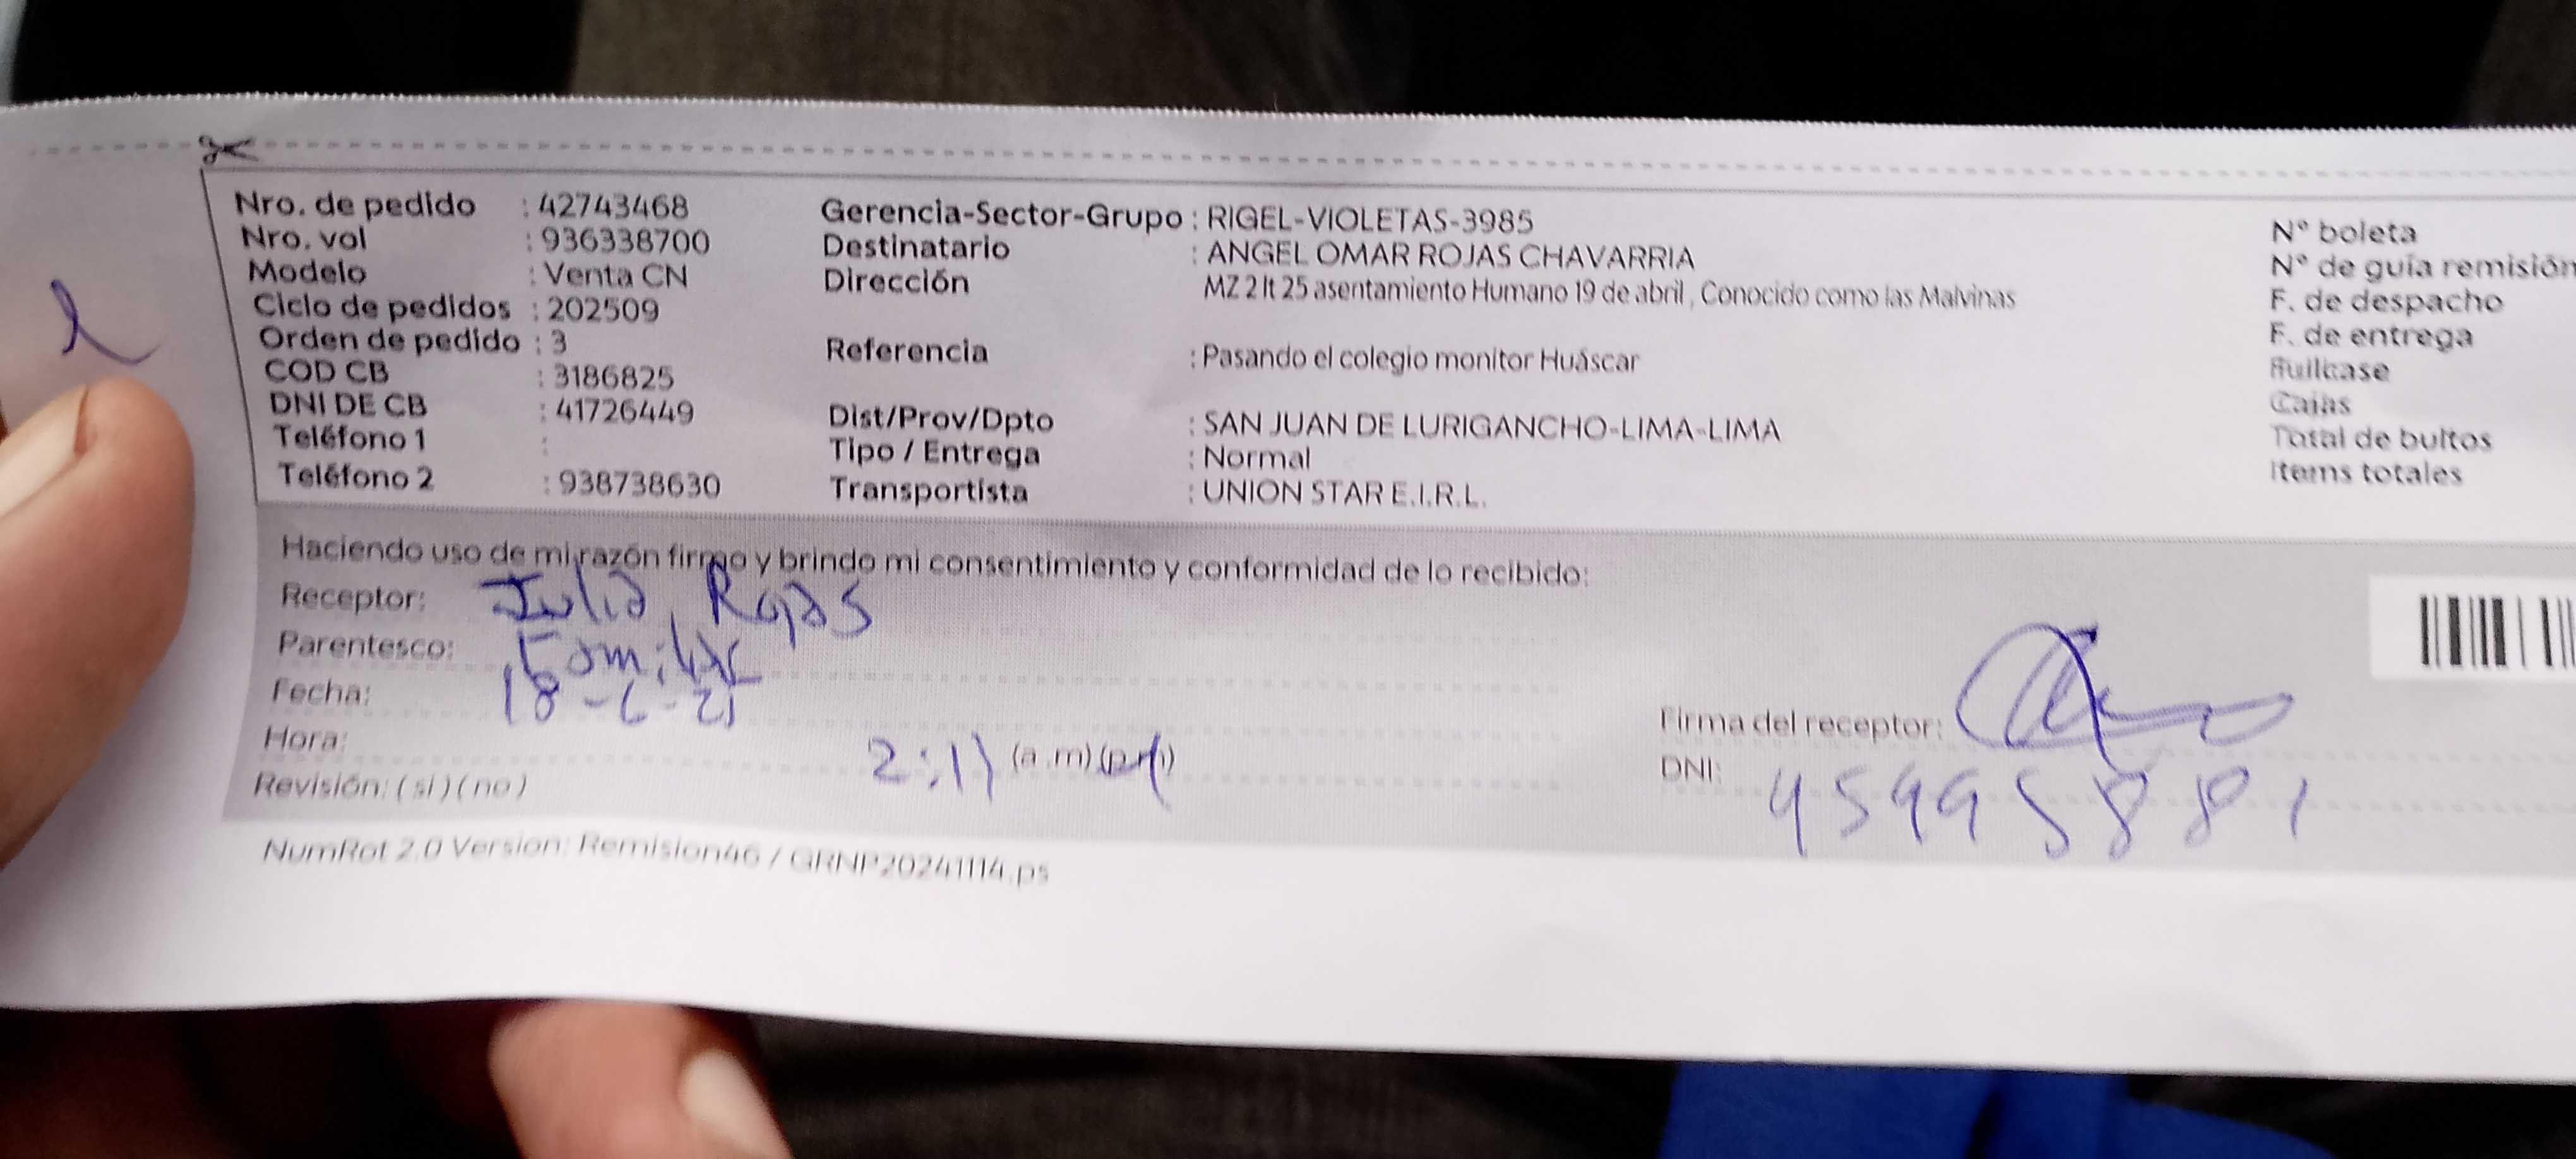 Nro. de pedido : 42743468
Nro. vol : 936338700
Modelo : Venta CN
Ciclo de pedidos : 202509
Orden de pedido : 3
COD CB : 3186825
DNI DE CB : 41726449
Teléfono 1 :
Teléfono 2 : 938738630
Gerencia-Sector-Grupo : RIGEL-VIOLETAS-3985
Destinatario : ANGEL OMAR ROJAS CHAVARRIA
Dirección MZ 2 lt 25 asentamiento Humano 19 de abril , Conocido como las Malvinas
Referencia : Pasando el colegio monitor Huáscar
Dist/Prov/Dpto : SAN JUAN DE LURIGANCHO-LIMA-LIMA
Tipo / Entrega : Normal
Transportista : UNION STAR E.I.R.L.
N° boleta
N° de guía remisión
F. de despacho
F. de entrega
Fullcase
Cajas
Total de bultos
Items totales
Haciendo uso de mi razón firmo y brindo mi consentimiento y conformidad de lo recibido:
Receptor: Julia Rojas
Parentesco: Familiar
Fecha: 18-6-25
Hora: 2:11 (a.m) (p.m)
Revisión: ( si ) ( no )
Firma del receptor:
DNI:
NumRot 2.0 Version: Remision46 / GRNP20241114.ps